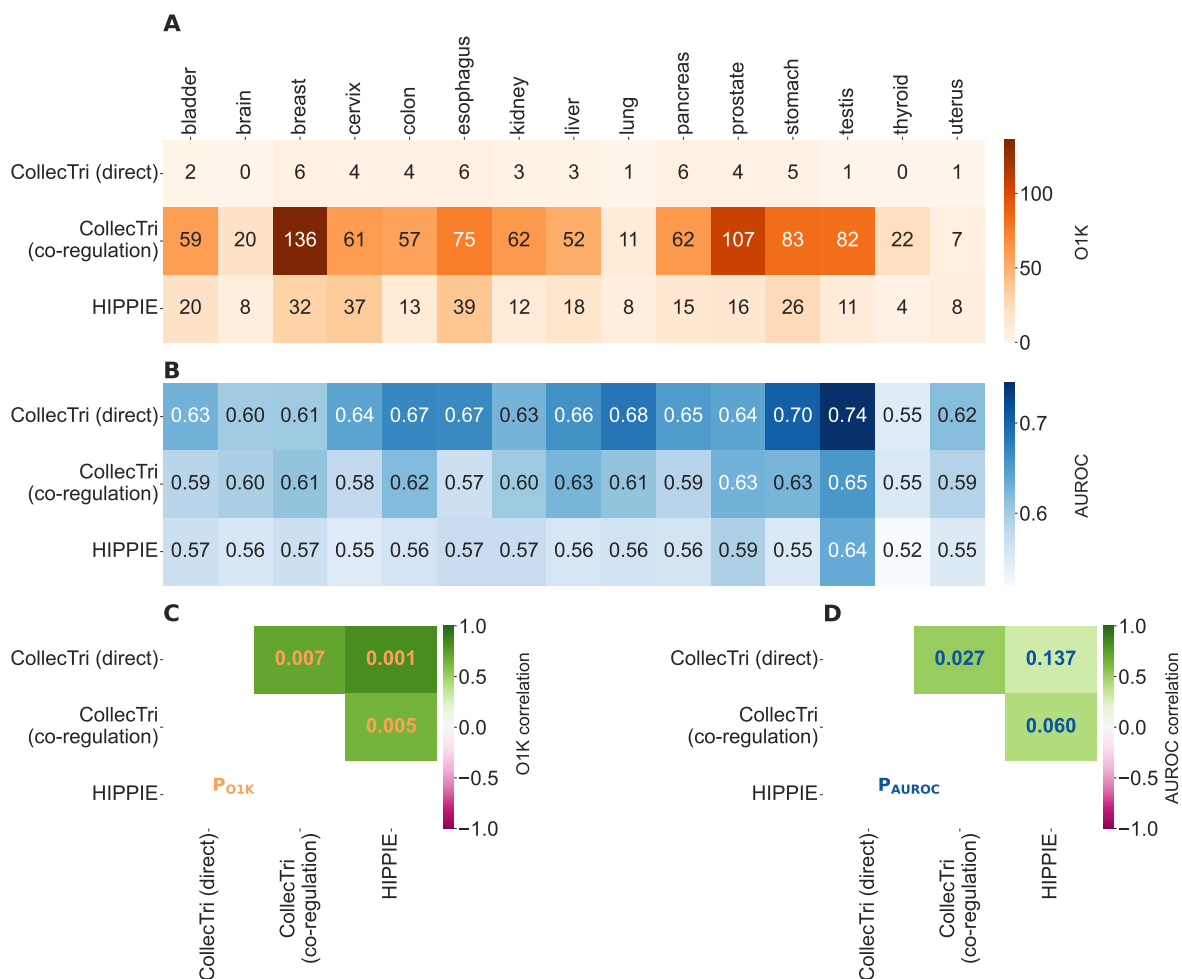 A
bladder brain breast cervix colon esophagus kidney liver lung pancreas prostate stomach testis thyroid uterus
CollecTri (direct) 2 0 6 4 4 6 3 3 1 6 4 5 1 0 1
CollecTri
(co-regulation) 59 20 136 61 57 75 62 52 11 62 107 83 82 22 7
HIPPIE 20 8 32 37 13 39 12 18 8 15 16 26 11 4 8
100
50
0
O1K
B
CollecTri (direct) 0.63 0.60 0.61 0.64 0.67 0.67 0.63 0.66 0.68 0.65 0.64 0.70 0.74 0.55 0.62
CollecTri
(co-regulation) 0.59 0.60 0.61 0.58 0.62 0.57 0.60 0.63 0.61 0.59 0.63 0.63 0.65 0.55 0.59
HIPPIE 0.57 0.56 0.57 0.55 0.56 0.57 0.57 0.56 0.56 0.56 0.59 0.55 0.64 0.52 0.55
0.7
0.6
AUROC
C
CollecTri (direct) 0.007 0.001
CollecTri
(co-regulation) 0.005
HIPPIE
PO1K
CollecTri (direct)
CollecTri
(co-regulation)
HIPPIE
1.0
0.5
0.0
−0.5
−1.0
O1K correlation
D
CollecTri (direct) 0.027 0.137
CollecTri
(co-regulation) 0.060
HIPPIE
PAUROC
CollecTri (direct)
CollecTri
(co-regulation)
HIPPIE
1.0
0.5
0.0
−0.5
−1.0
AUROC correlation